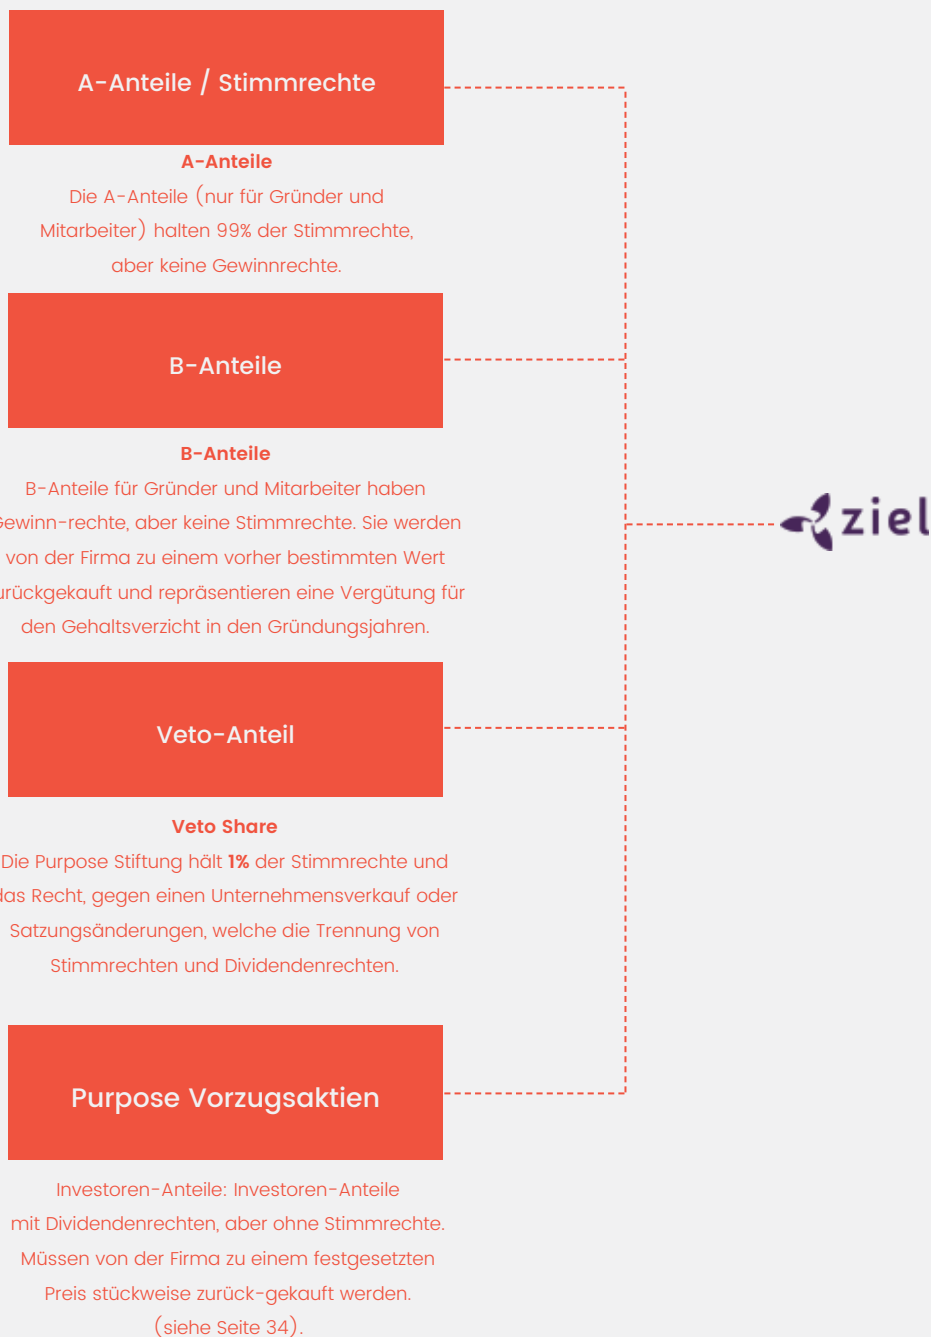 A-Anteile / Stimmrechte
A-Anteile
Die A-Anteile (nur für Gründer und
Mitarbeiter) halten 99% der Stimmrechte,
aber keine Gewinnrechte.
B-Anteile
B-Anteile
B-Anteile für Gründer und Mitarbeiter haben
Gewinn-rechte, aber keine Stimmrechte. Sie werden
von der Firma zu einem vorher bestimmten Wert
urückgekauft und repräsentieren eine Vergütung für
den Gehaltsverzicht in den Gründungsjahren.
Veto-Anteil
Veto Share
Die Purpose Stiftung hält 1% der Stimmrechte und
das Recht, gegen einen Unternehmensverkauf oder
Satzungsänderungen, welche die Trennung von
Stimmrechten und Dividendenrechten.
Purpose Vorzugsaktien
Investoren-Anteile: Investoren-Anteile
mit Dividendenrechten, aber ohne Stimmrechte.
Müssen von der Firma zu einem festgesetzten
Preis stückweise zurück-gekauft werden.
(siehe Seite 34).
ziel